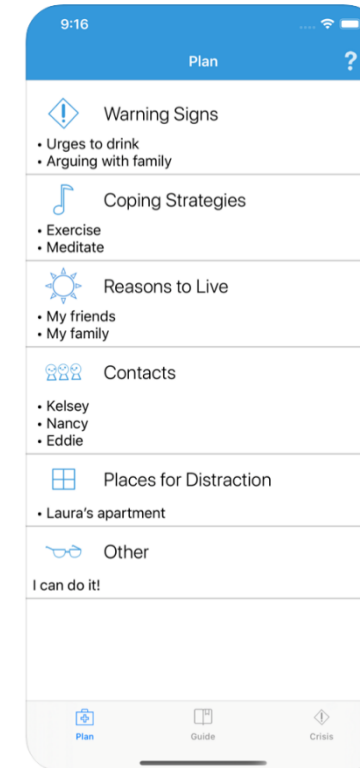 9:16
Plan
?
Warning Signs
• Urges to drink
• Arguing with family
Coping Strategies
• Exercise
• Meditate
Reasons to Live
• My friends
• My family
Contacts
• Kelsey
• Nancy
• Eddie
Places for Distraction
• Laura's apartment
Other
I can do it!
Plan
Guide
Crisis